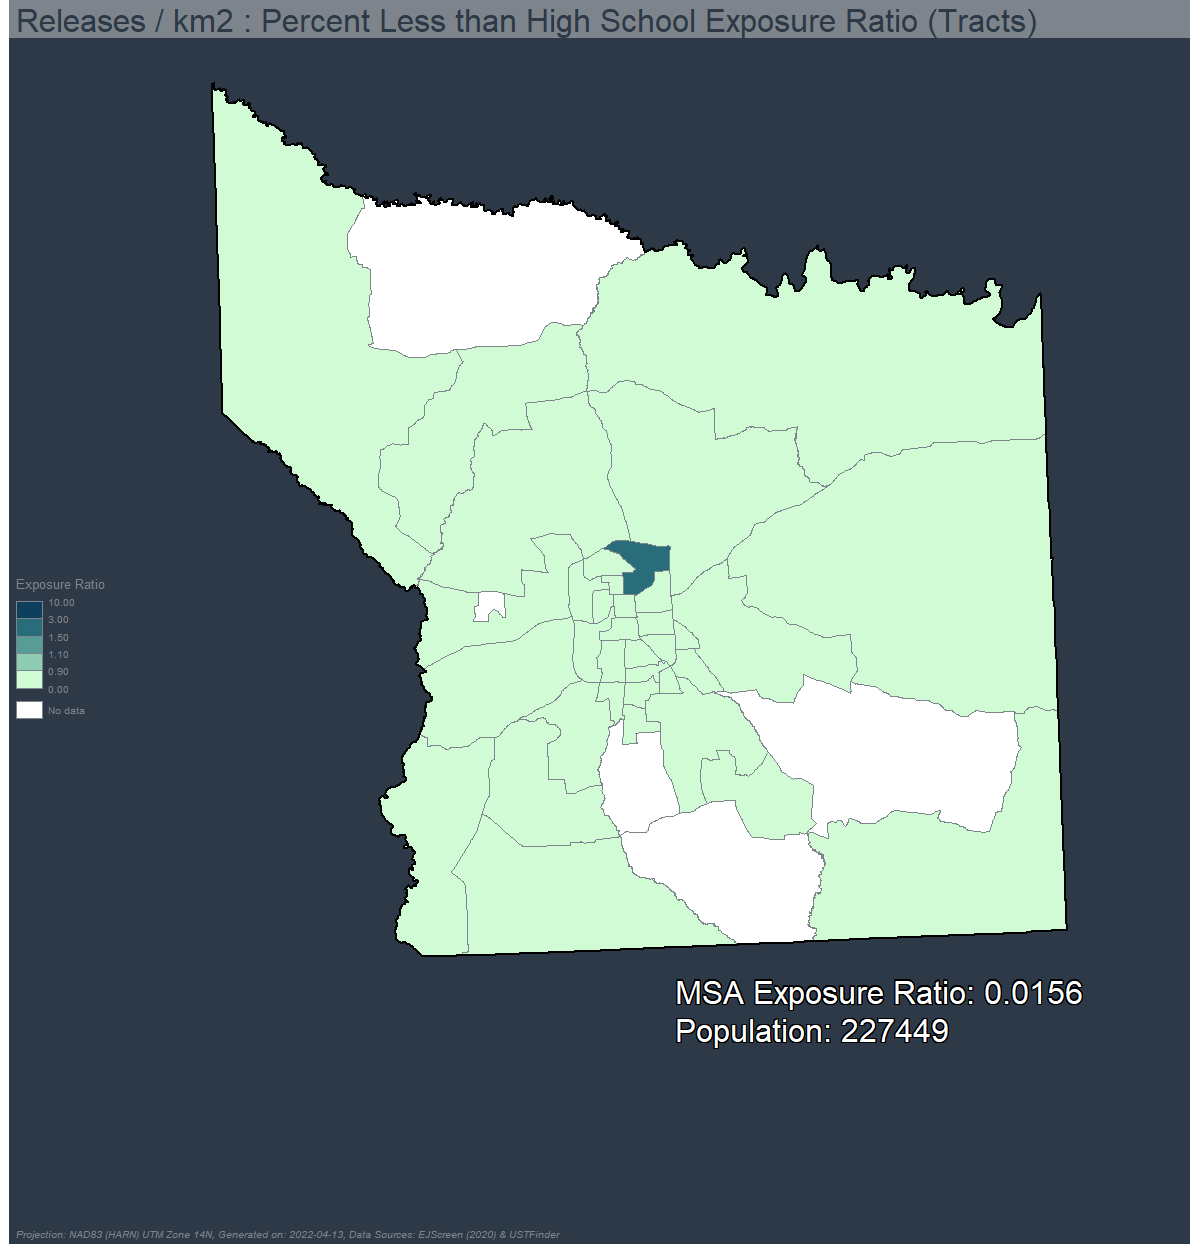 Releases / km2 : Percent Less than High School Exposure Ratio (Tracts)
Exposure Ratio
10.00
3.00
1.50
1.10
0.90
0.00
No data
MSA Exposure Ratio: 0.0156
Population: 227449
Projection: NAD83 (HARN) UTM Zone 14N, Generated on: 2022-04-13, Data Sources: EJScreen (2020) & USTFinder